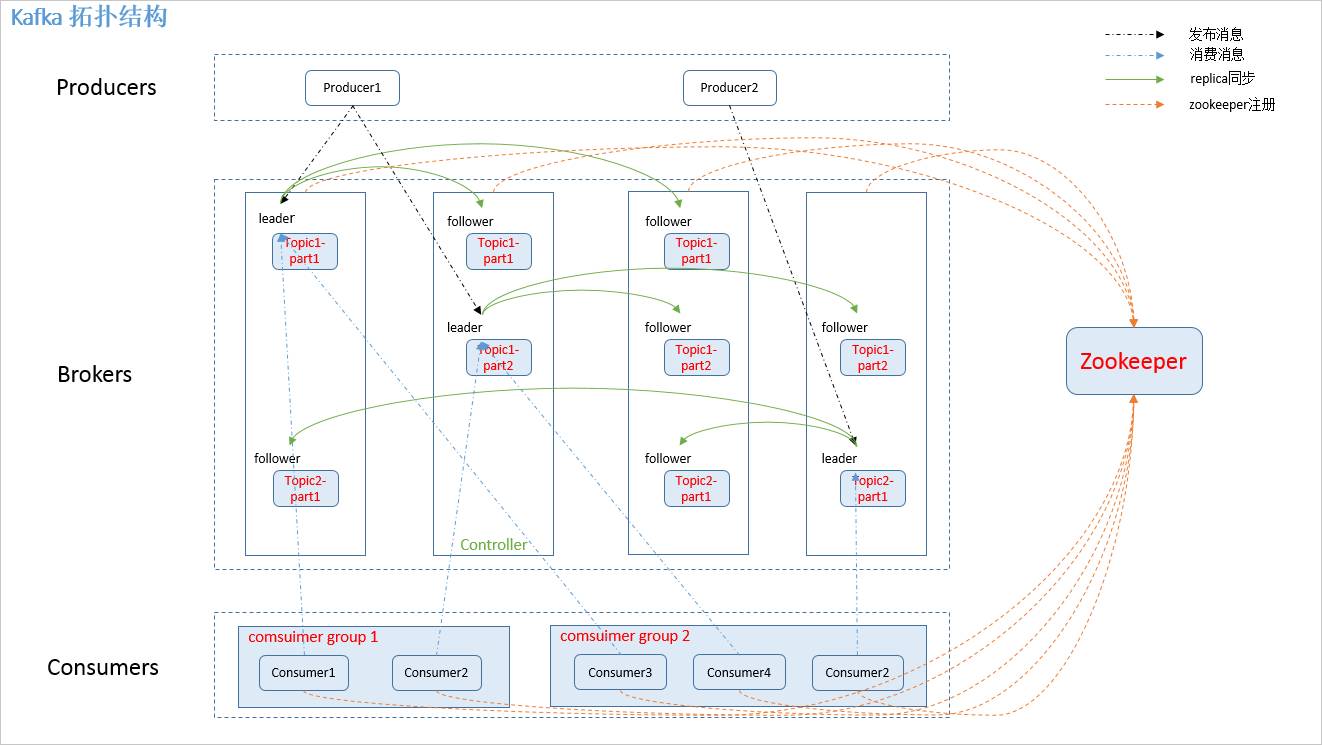 Kafka 拓扑结构
发布消息
消费消息
replica同步
zookeeper注册
Producers
Producer1
Producer2
leader
Topic1-
part1
follower
Topic1-
part1
follower
Topic1-
part1
leader
Topic1-
part2
follower
Topic1-
part2
follower
Topic1-
part2
Brokers
Zookeeper
follower
Topic2-
part1
follower
Topic2-
part1
leader
Topic2-
part1
Controller
Consumers
comsuimer group 1
Consumer1
Consumer2
comsuimer group 2
Consumer3
Consumer4
Consumer2